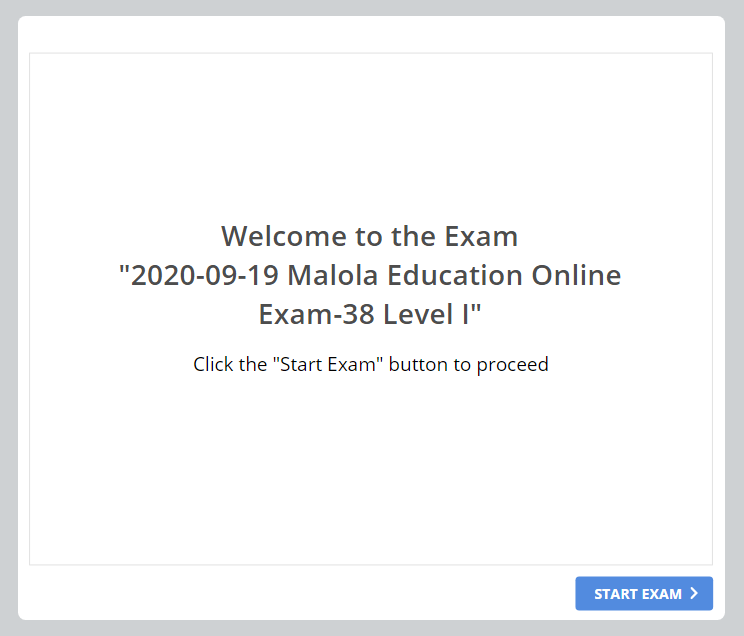 Welcome to the Exam
"2020-09-19 Malola Education Online
Exam-38 Level I"
Click the "Start Exam" button to proceed
START EXAM